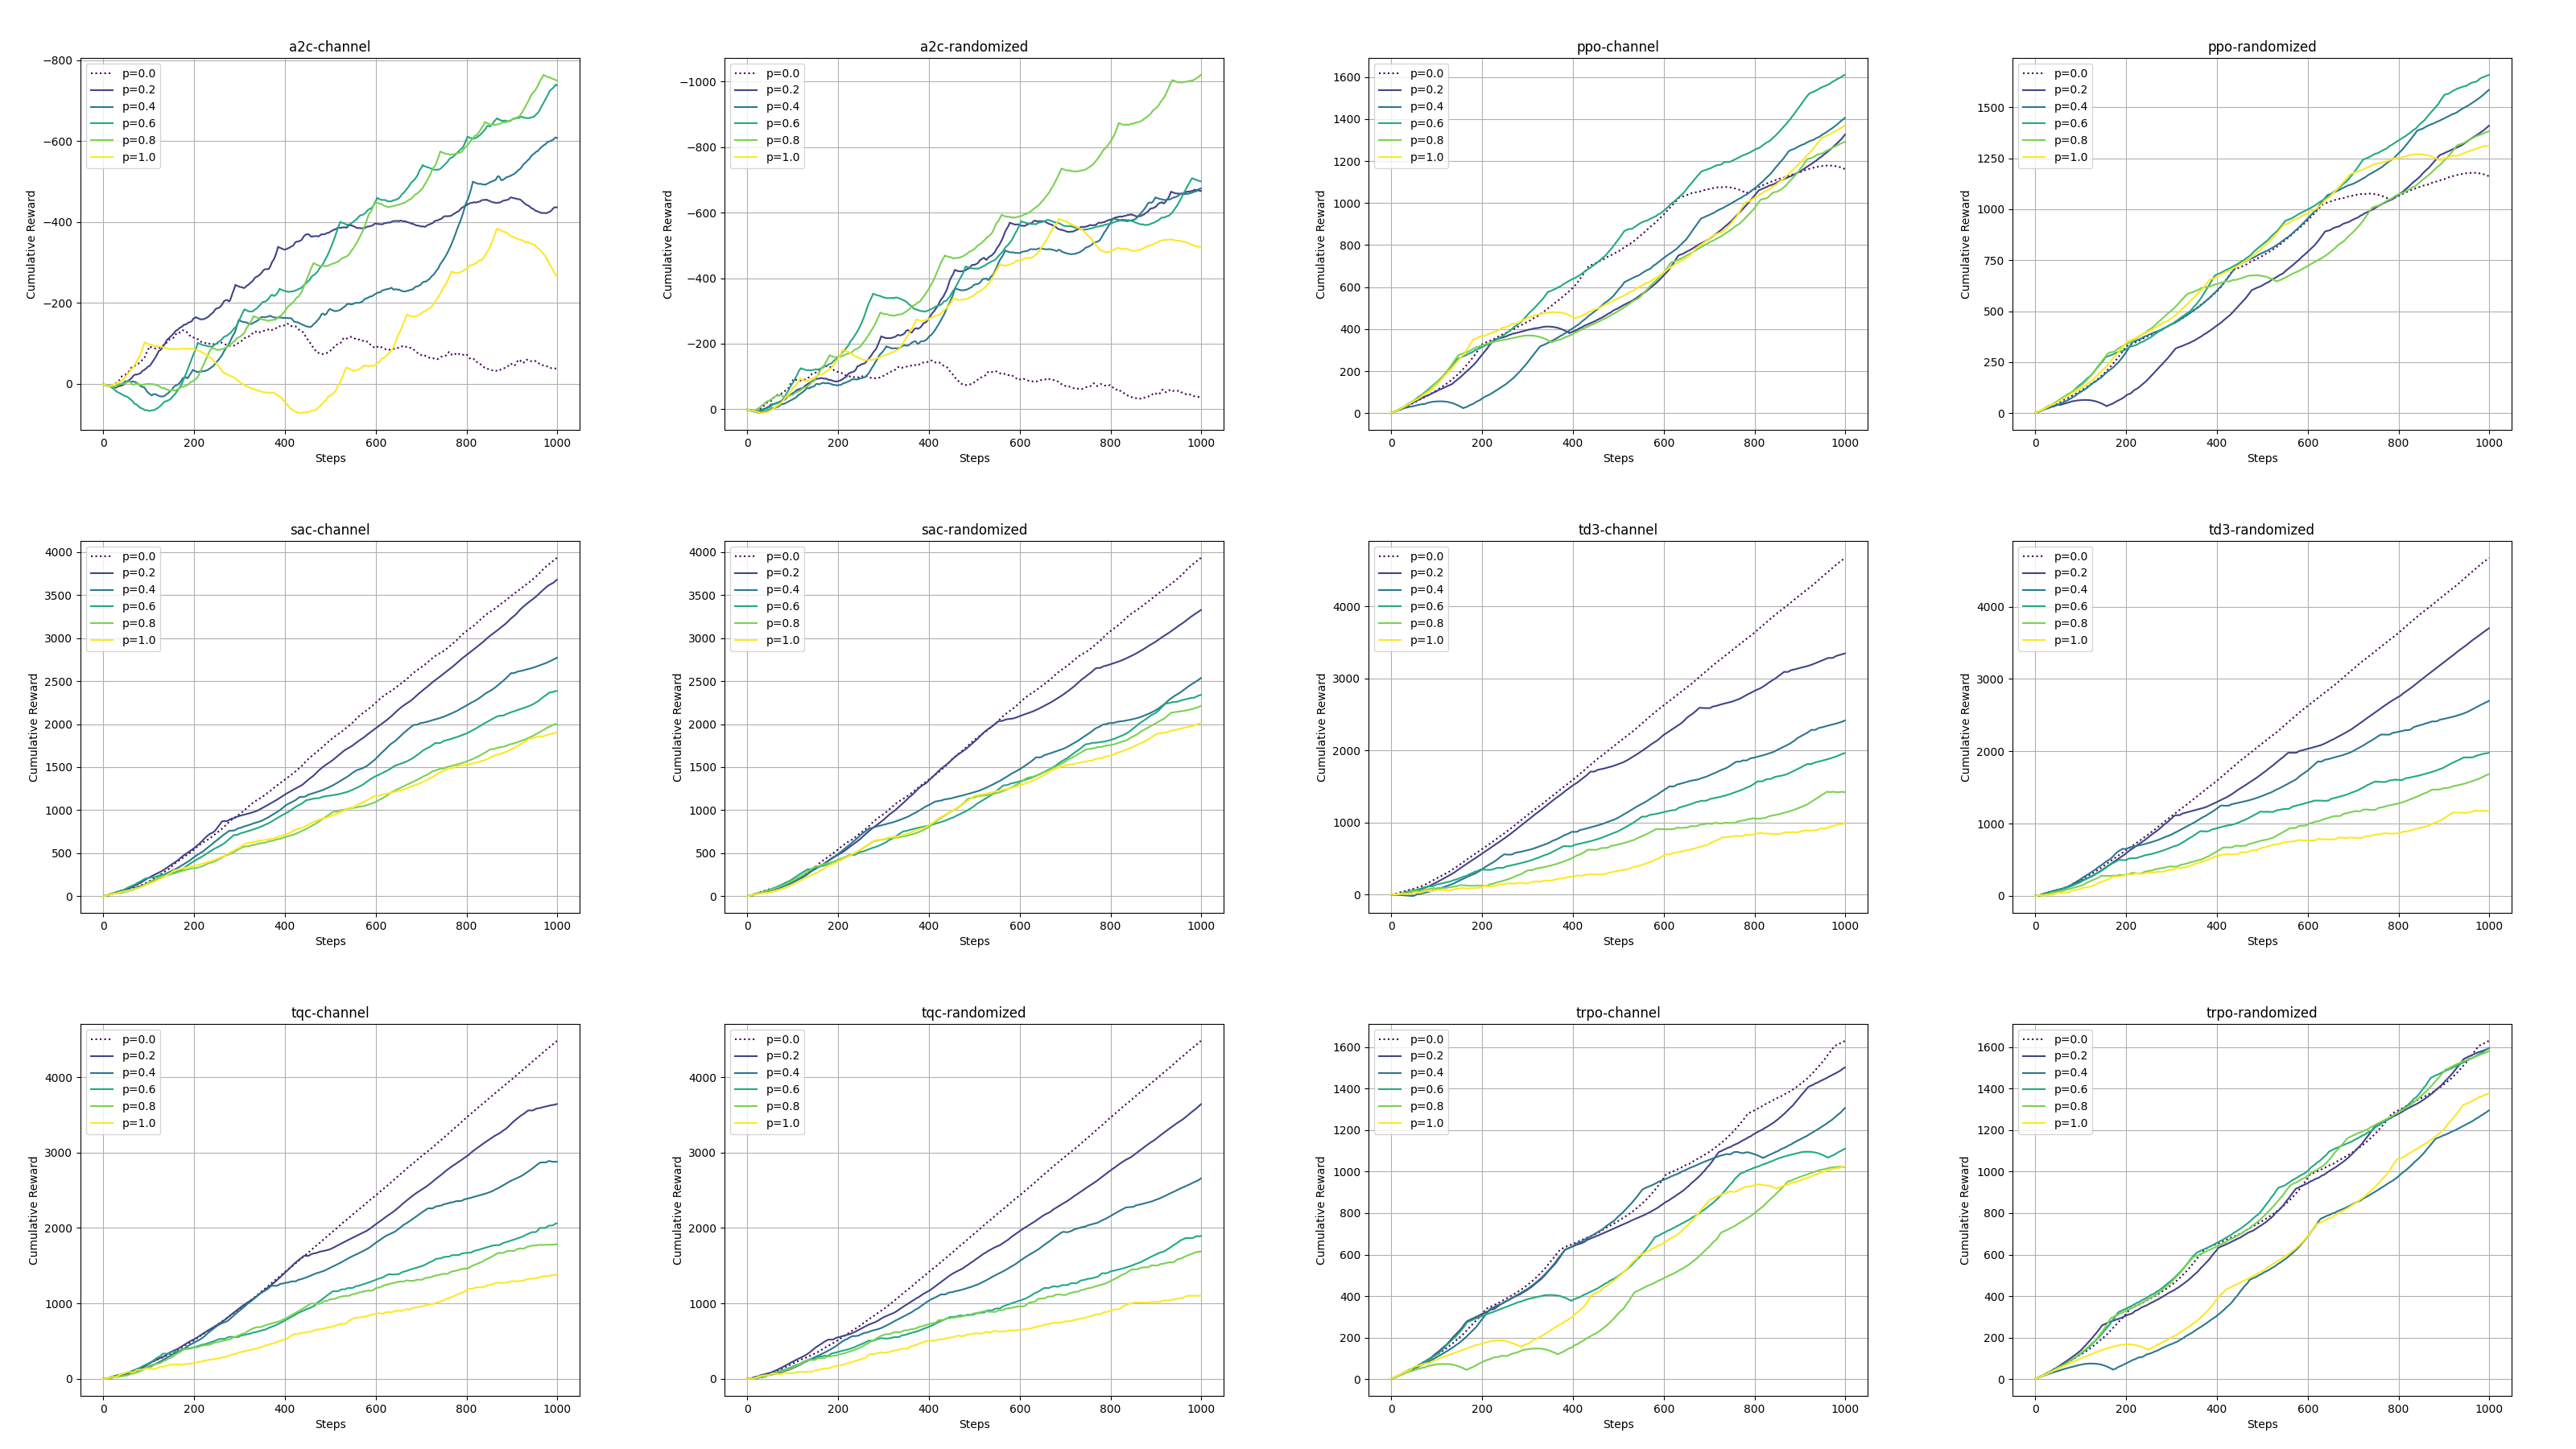 a2c-channel
p=0.0
p=0.2
p=0.4
p=0.6
p=0.8
p=1.0
Cumulative Reward
−800
−600
−400
−200
0
0 200 400 600 800 1000
Steps
a2c-randomized
p=0.0
p=0.2
p=0.4
p=0.6
p=0.8
p=1.0
Cumulative Reward
−1000
−800
−600
−400
−200
0
0 200 400 600 800 1000
Steps
ppo-channel
p=0.0
p=0.2
p=0.4
p=0.6
p=0.8
p=1.0
Cumulative Reward
1600
1400
1200
1000
800
600
400
200
0
0 200 400 600 800 1000
Steps
ppo-randomized
p=0.0
p=0.2
p=0.4
p=0.6
p=0.8
p=1.0
Cumulative Reward
1500
1250
1000
750
500
250
0
0 200 400 600 800 1000
Steps
sac-channel
p=0.0
p=0.2
p=0.4
p=0.6
p=0.8
p=1.0
Cumulative Reward
4000
3500
3000
2500
2000
1500
1000
500
0
0 200 400 600 800 1000
Steps
sac-randomized
p=0.0
p=0.2
p=0.4
p=0.6
p=0.8
p=1.0
Cumulative Reward
4000
3500
3000
2500
2000
1500
1000
500
0
0 200 400 600 800 1000
Steps
td3-channel
p=0.0
p=0.2
p=0.4
p=0.6
p=0.8
p=1.0
Cumulative Reward
4000
3000
2000
1000
0
0 200 400 600 800 1000
Steps
td3-randomized
p=0.0
p=0.2
p=0.4
p=0.6
p=0.8
p=1.0
Cumulative Reward
4000
3000
2000
1000
0
0 200 400 600 800 1000
Steps
tqc-channel
p=0.0
p=0.2
p=0.4
p=0.6
p=0.8
p=1.0
Cumulative Reward
4000
3000
2000
1000
0
0 200 400 600 800 1000
Steps
tqc-randomized
p=0.0
p=0.2
p=0.4
p=0.6
p=0.8
p=1.0
Cumulative Reward
4000
3000
2000
1000
0
0 200 400 600 800 1000
Steps
trpo-channel
p=0.0
p=0.2
p=0.4
p=0.6
p=0.8
p=1.0
Cumulative Reward
1600
1400
1200
1000
800
600
400
200
0
0 200 400 600 800 1000
Steps
trpo-randomized
p=0.0
p=0.2
p=0.4
p=0.6
p=0.8
p=1.0
Cumulative Reward
1600
1400
1200
1000
800
600
400
200
0
0 200 400 600 800 1000
Steps